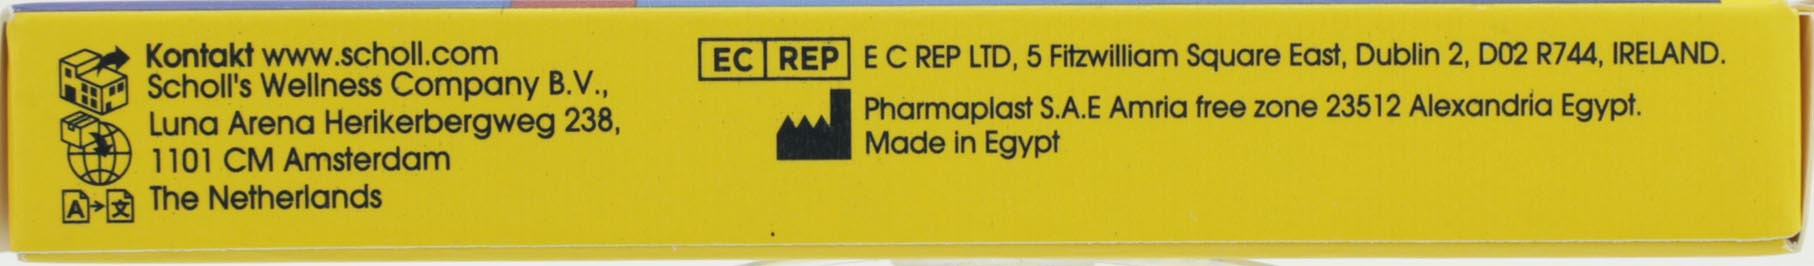 Kontakt www.scholl.com
Scholl's Wellness Company B.V.,
Luna Arena Herikerbergweg 238,
1101 CM Amsterdam
The Netherlands
A 文
EC REP E C REP LTD, 5 Fitzwilliam Square East, Dublin 2, D02 R744, IRELAND.
Pharmaplast S.A.E Amria free zone 23512 Alexandria Egypt.
Made in Egypt